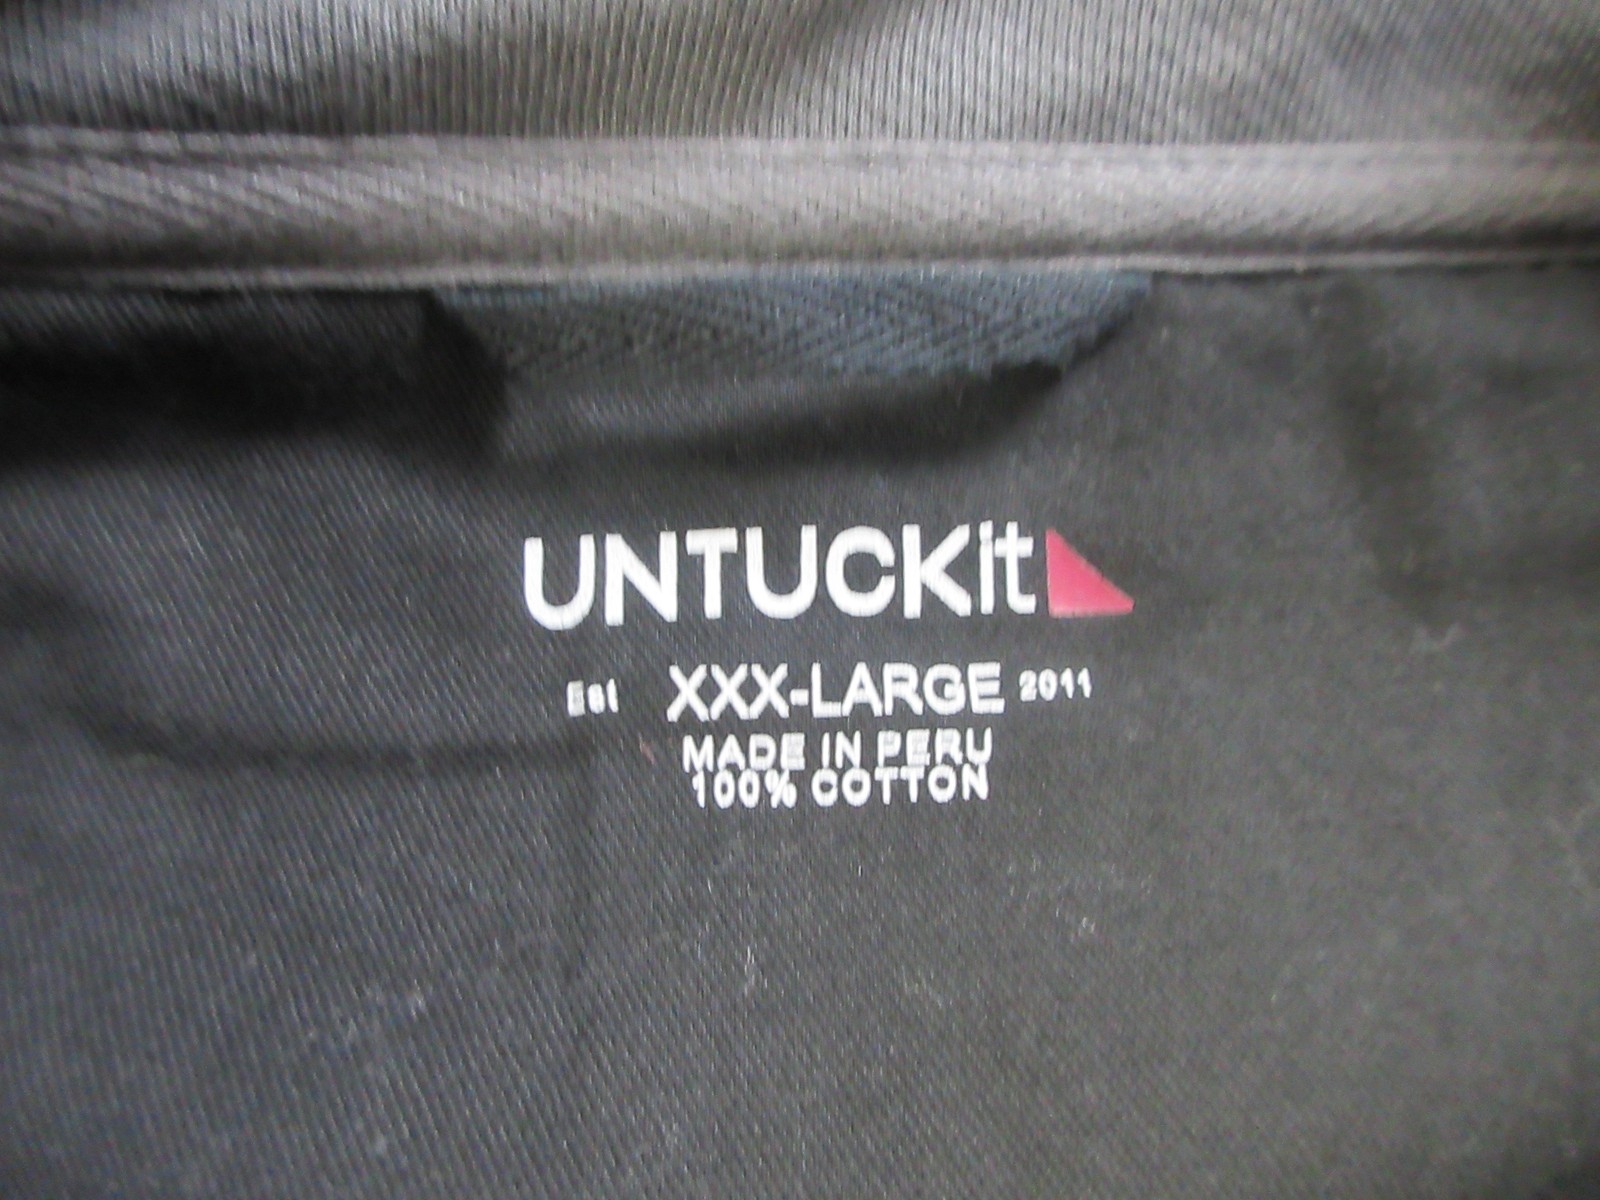 UNTUCKit
Est XXX-LARGE 2011
MADE IN PERU
100% COTTON